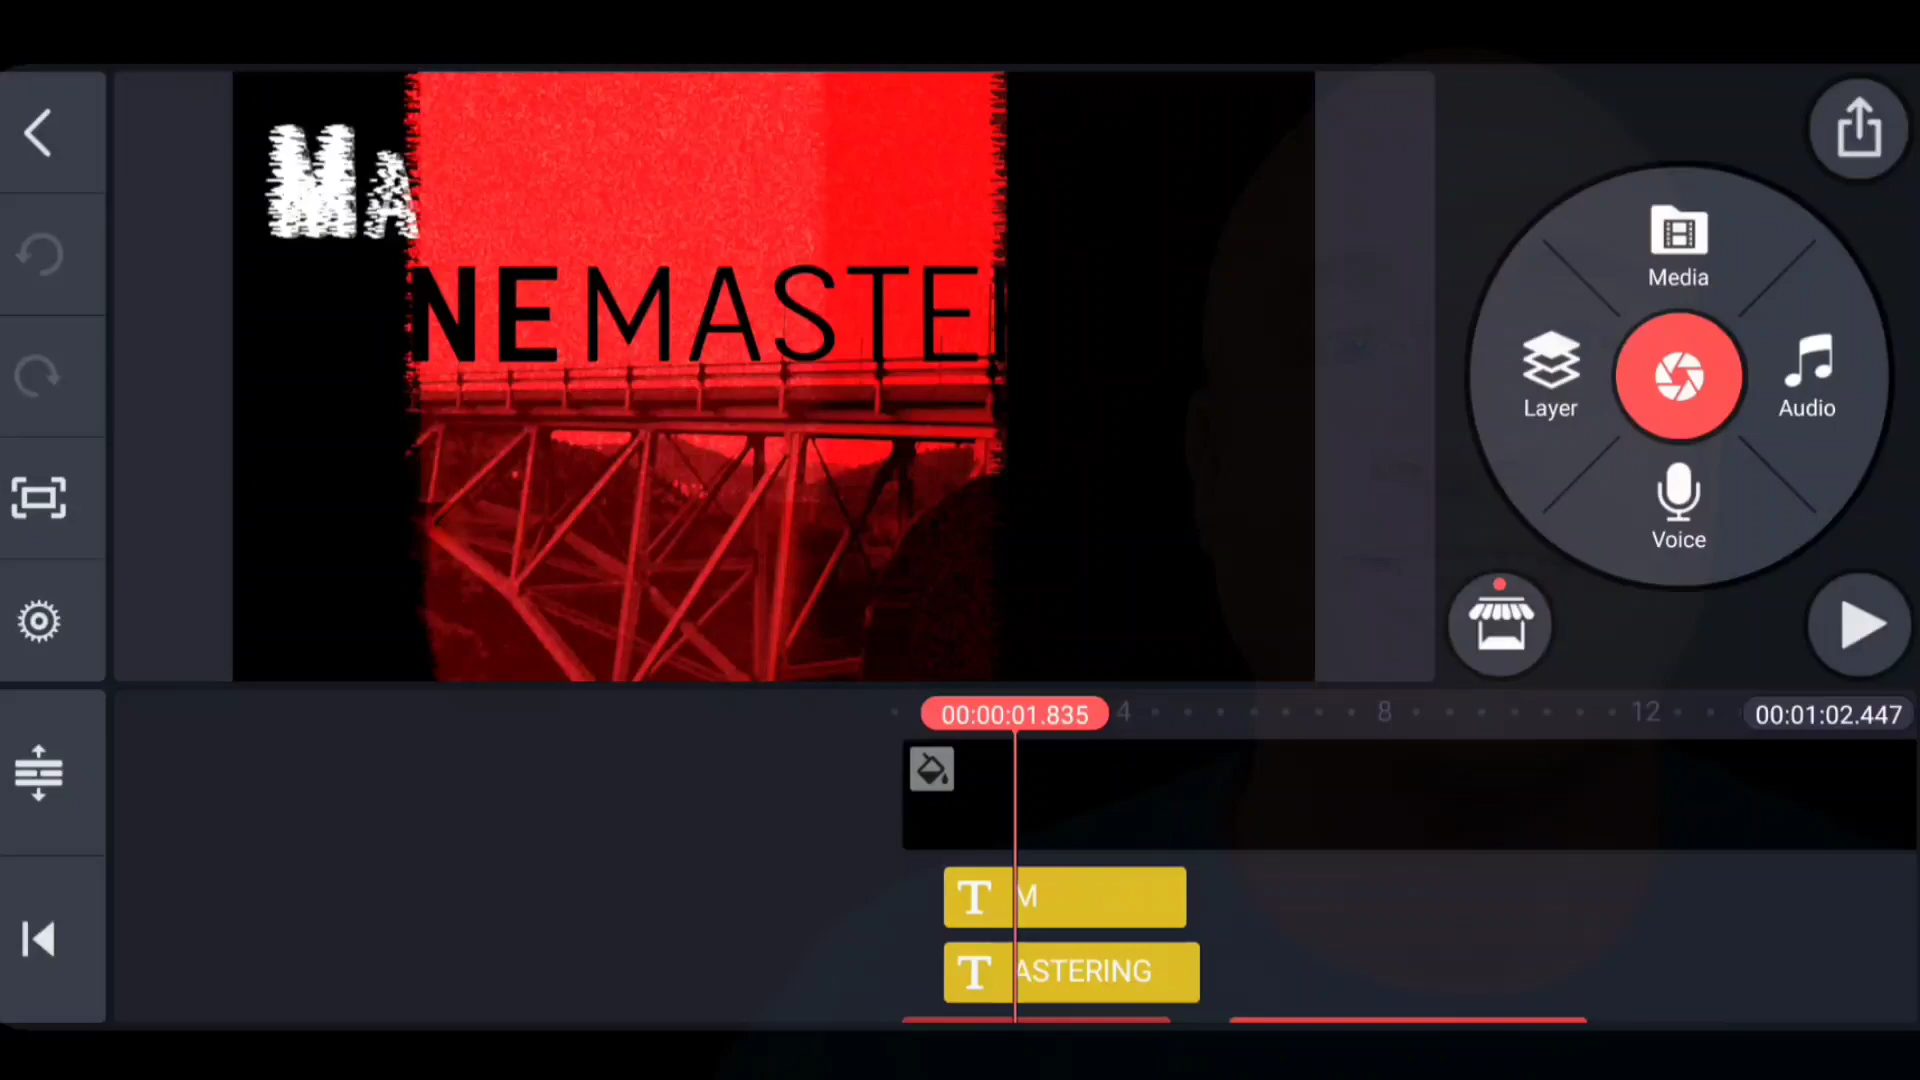 MA
NEMASTE
Media
Layer
Audio
Voice
00:00:01.835
4
8
12
00:01:02.447
T M
T ASTERING